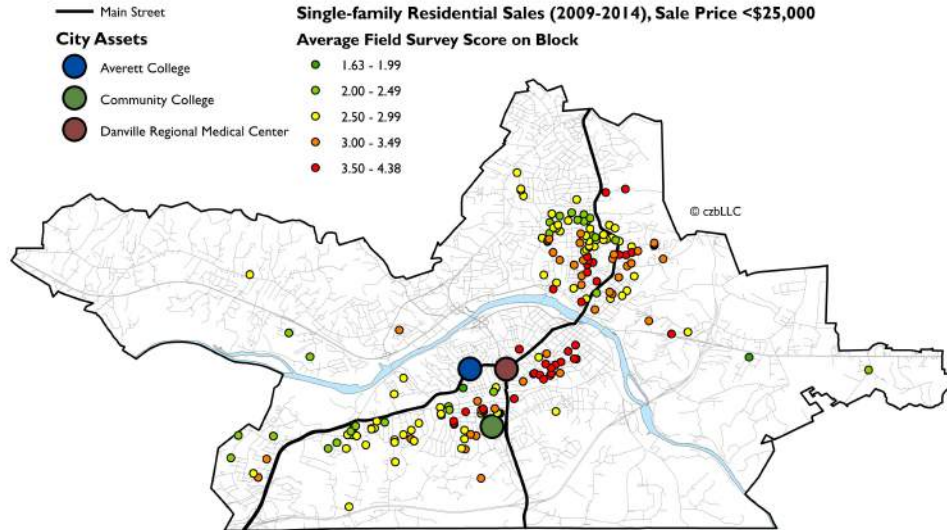 Main Street
Single-family Residential Sales (2009-2014), Sale Price <$25,000
City Assets
Average Field Survey Score on Block
Averett College
1.63 - 1.99
2.00 - 2.49
Community College
2.50 - 2.99
Danville Regional Medical Center
3.00 - 3.49
3.50 - 4.38
© czbLLC